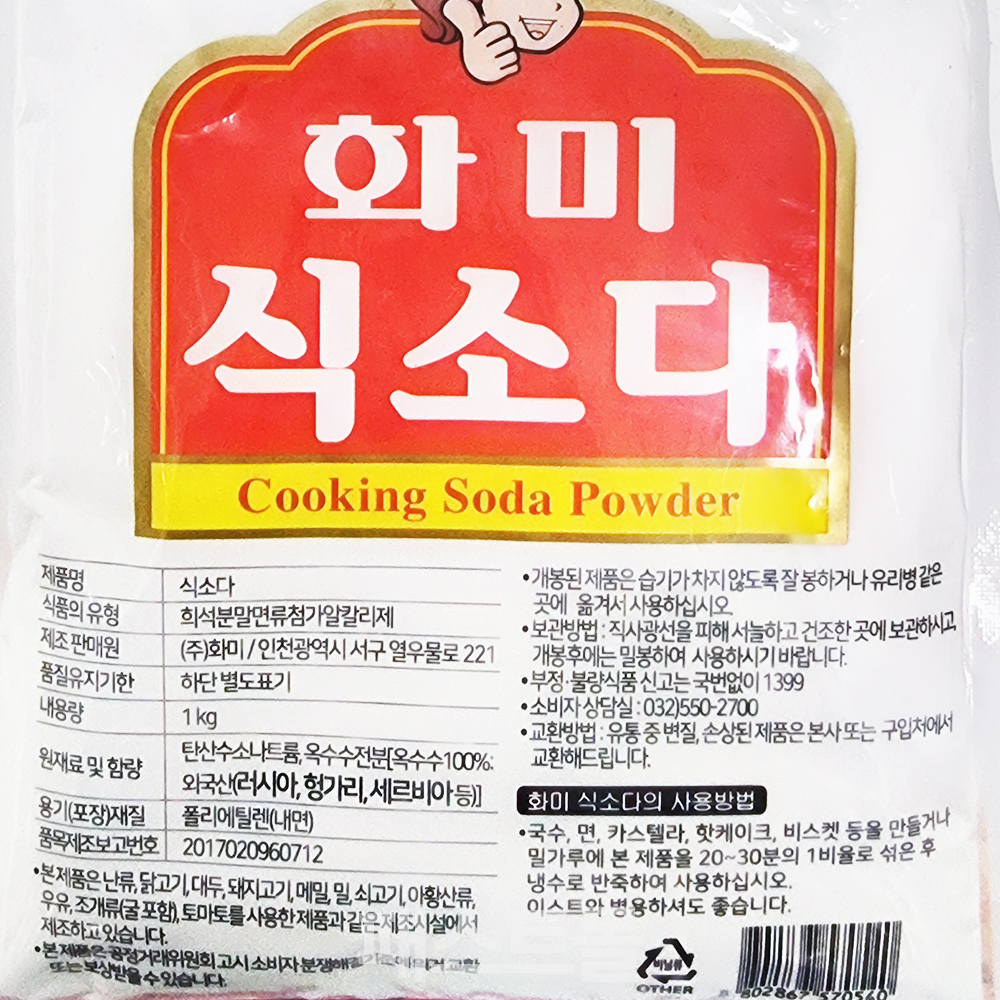 화미
식소다
Cooking Soda Powder
제품명 식소다
식품의 유형 희석분말면류첨가알칼리제
제조 판매원 (주)화미 / 인천광역시 서구 열우물로 221
품질유지기한 하단 별도표기
내용량 1 kg
원재료 및 함량 탄산수소나트륨, 옥수수전분[옥수수100%:
외국산(러시아, 헝가리, 세르비아 등)]
용기(포장)재질 폴리에틸렌(내면)
품목제조보고번호 2017020960712
•본 제품은 난류, 닭고기, 대두, 돼지고기, 메밀, 밀, 쇠고기, 아황산류,
우유, 조개류(굴 포함), 토마토를 사용한 제품과 같은 제조시설에서
제조하고 있습니다.
•본 제품은 공정거래위원회 고시 소비자 분쟁해결 의거 교환
또는 보상받을 수 있습니다.
•개봉된 제품은 습기가 차지 않도록 잘 봉하거나 유리병 같은
곳에 옮겨서 사용하십시오.
•보관방법 : 직사광선을 피해 서늘하고 건조한 곳에 보관하시고,
개봉후에는 밀봉하여 사용하시기 바랍니다.
•부정·불량식품 신고는 국번없이 1399
•소비자 상담실 : 032)550-2700
•교환방법 : 유통 중 변질, 손상된 제품은 본사 또는 구입처에서
교환해드립니다.
화미 식소다의 사용방법
•국수, 면, 카스텔라, 핫케이크, 비스켓 등을 만들거나
밀가루에 본 제품을 20~30분의 1비율로 섞은 후
냉수로 반죽하여 사용하십시오.
이스트와 병용하셔도 좋습니다.
비닐류
OTHER
8 802867 570540